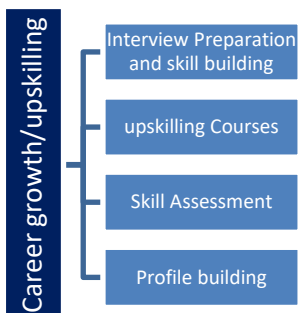 Career growth/upskilling
Interview Preparation
and skill building
upskilling Courses
Skill Assessment
Profile building